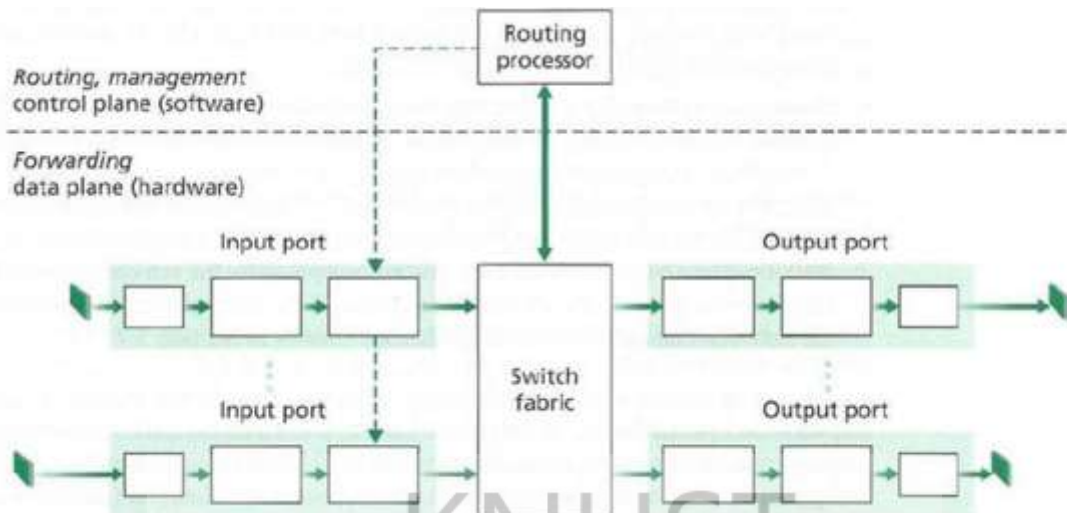 Routing
processor
Routing, management
control plane (software)
Forwarding
data plane (hardware)
Input port
Output port
Switch
fabric
Input port
Output port
KNUST